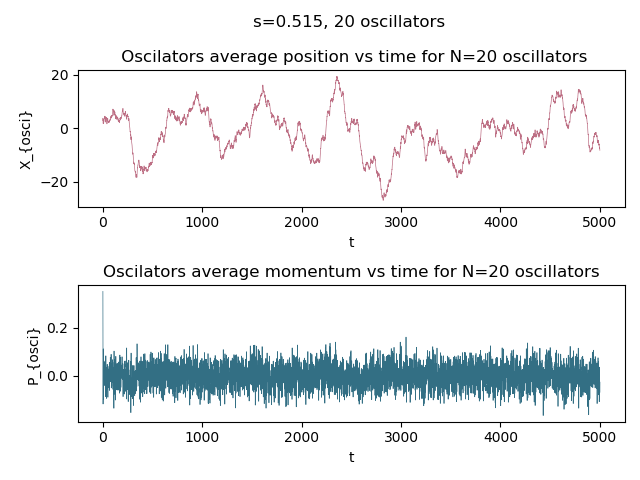 s=0.515, 20 oscillators
Oscilators average position vs time for N=20 oscillators
X_{osci}
20
0
−20
0 1000 2000 3000 4000 5000
t
Oscilators average momentum vs time for N=20 oscillators
P_{osci}
0.2
0.0
0 1000 2000 3000 4000 5000
t